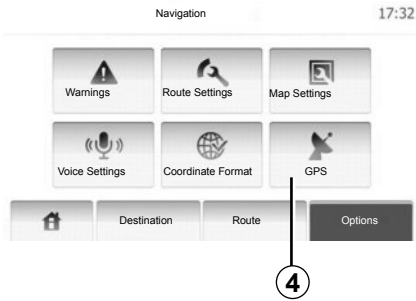 Navigation 17:32
Warnings Route Settings Map Settings
Voice Settings Coordinate Format GPS
Destination Route Options
4